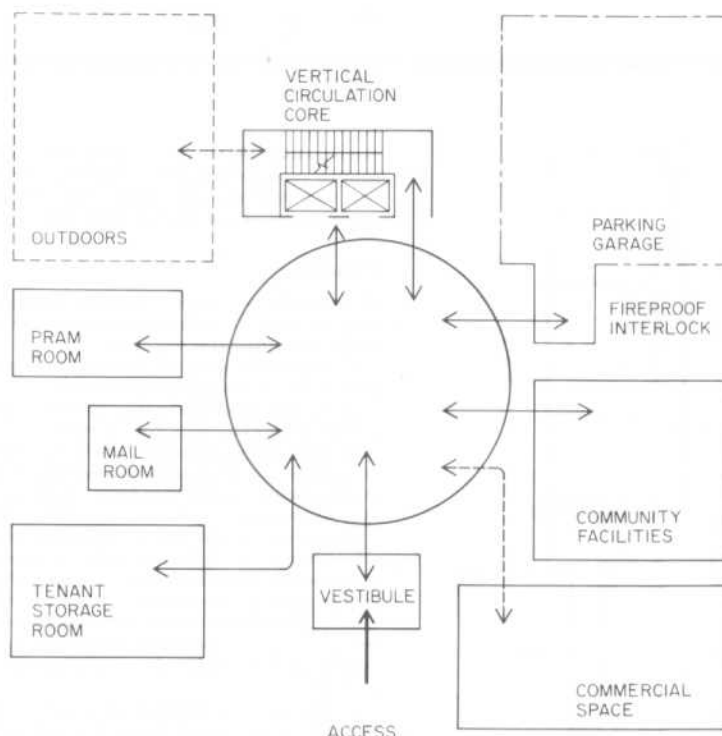 VERTICAL
CIRCULATION
CORE
OUTDOORS
PARKING
GARAGE
PRAM
ROOM
FIREPROOF
INTERLOCK
MAIL
ROOM
COMMUNITY
FACILITIES
TENANT
STORAGE
ROOM
VESTIBULE
COMMERCIAL
SPACE
ACCESS